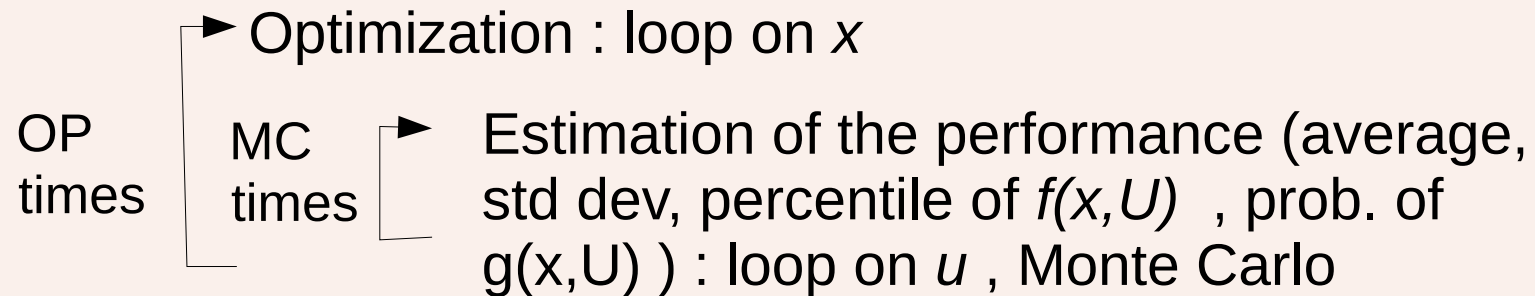 Optimization : loop on x
OP
times
MC
times
Estimation of the performance (average,
std dev, percentile of f(x,U) , prob. of
g(x,U) ) : loop on u , Monte Carlo